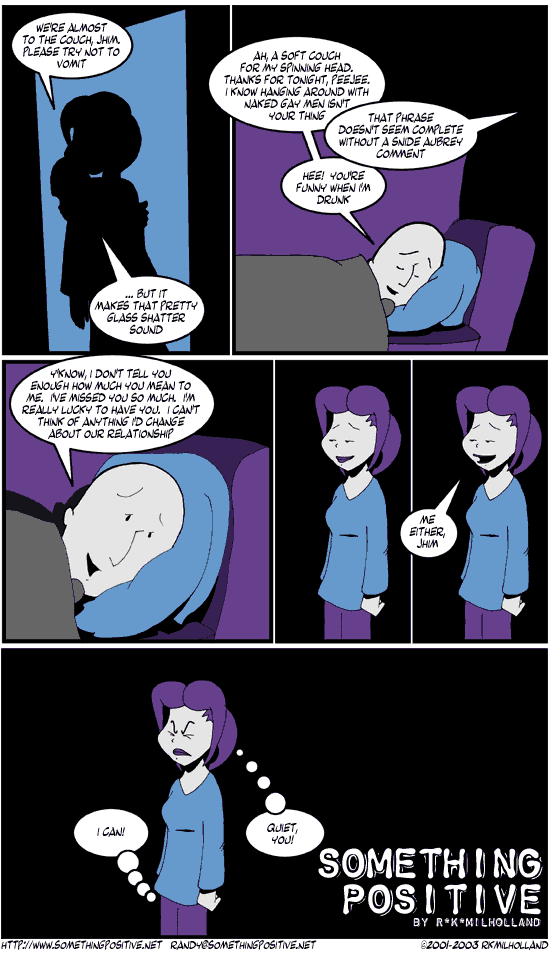 WE'RE ALMOST
TO THE COUCH, JHIM.
PLEASE TRY NOT TO
VOMIT
... BUT IT
MAKES THAT PRETTY
GLASS SHATTER
SOUND
AH, A SOFT COUCH
FOR MY SPINNING HEAD.
THANKS FOR TONIGHT, PEEJEE.
I KNOW HANGING AROUND WITH
NAKED GAY MEN ISN'T
YOUR THING
THAT PHRASE
DOESN'T SEEM COMPLETE
WITHOUT A SNIDE AUBREY
COMMENT
HEE! YOU'RE
FUNNY WHEN I'M
DRUNK
Y'KNOW, I DON'T TELL YOU
ENOUGH HOW MUCH YOU MEAN TO
ME. I'VE MISSED YOU SO MUCH. I'M
REALLY LUCKY TO HAVE YOU. I CAN'T
THINK OF ANYTHING I'D CHANGE
ABOUT OUR RELATIONSHIP
ME
EITHER,
JHIM
I CAN!
QUIET,
YOU!
SOMETHING
POSITIVE
BY R*K*MILHOLLAND
HTTP://WWW.SOMETHINGPOSITIVE.NET RANDY@SOMETHINGPOSITIVE.NET ©2001-2003 RKMILHOLLAND